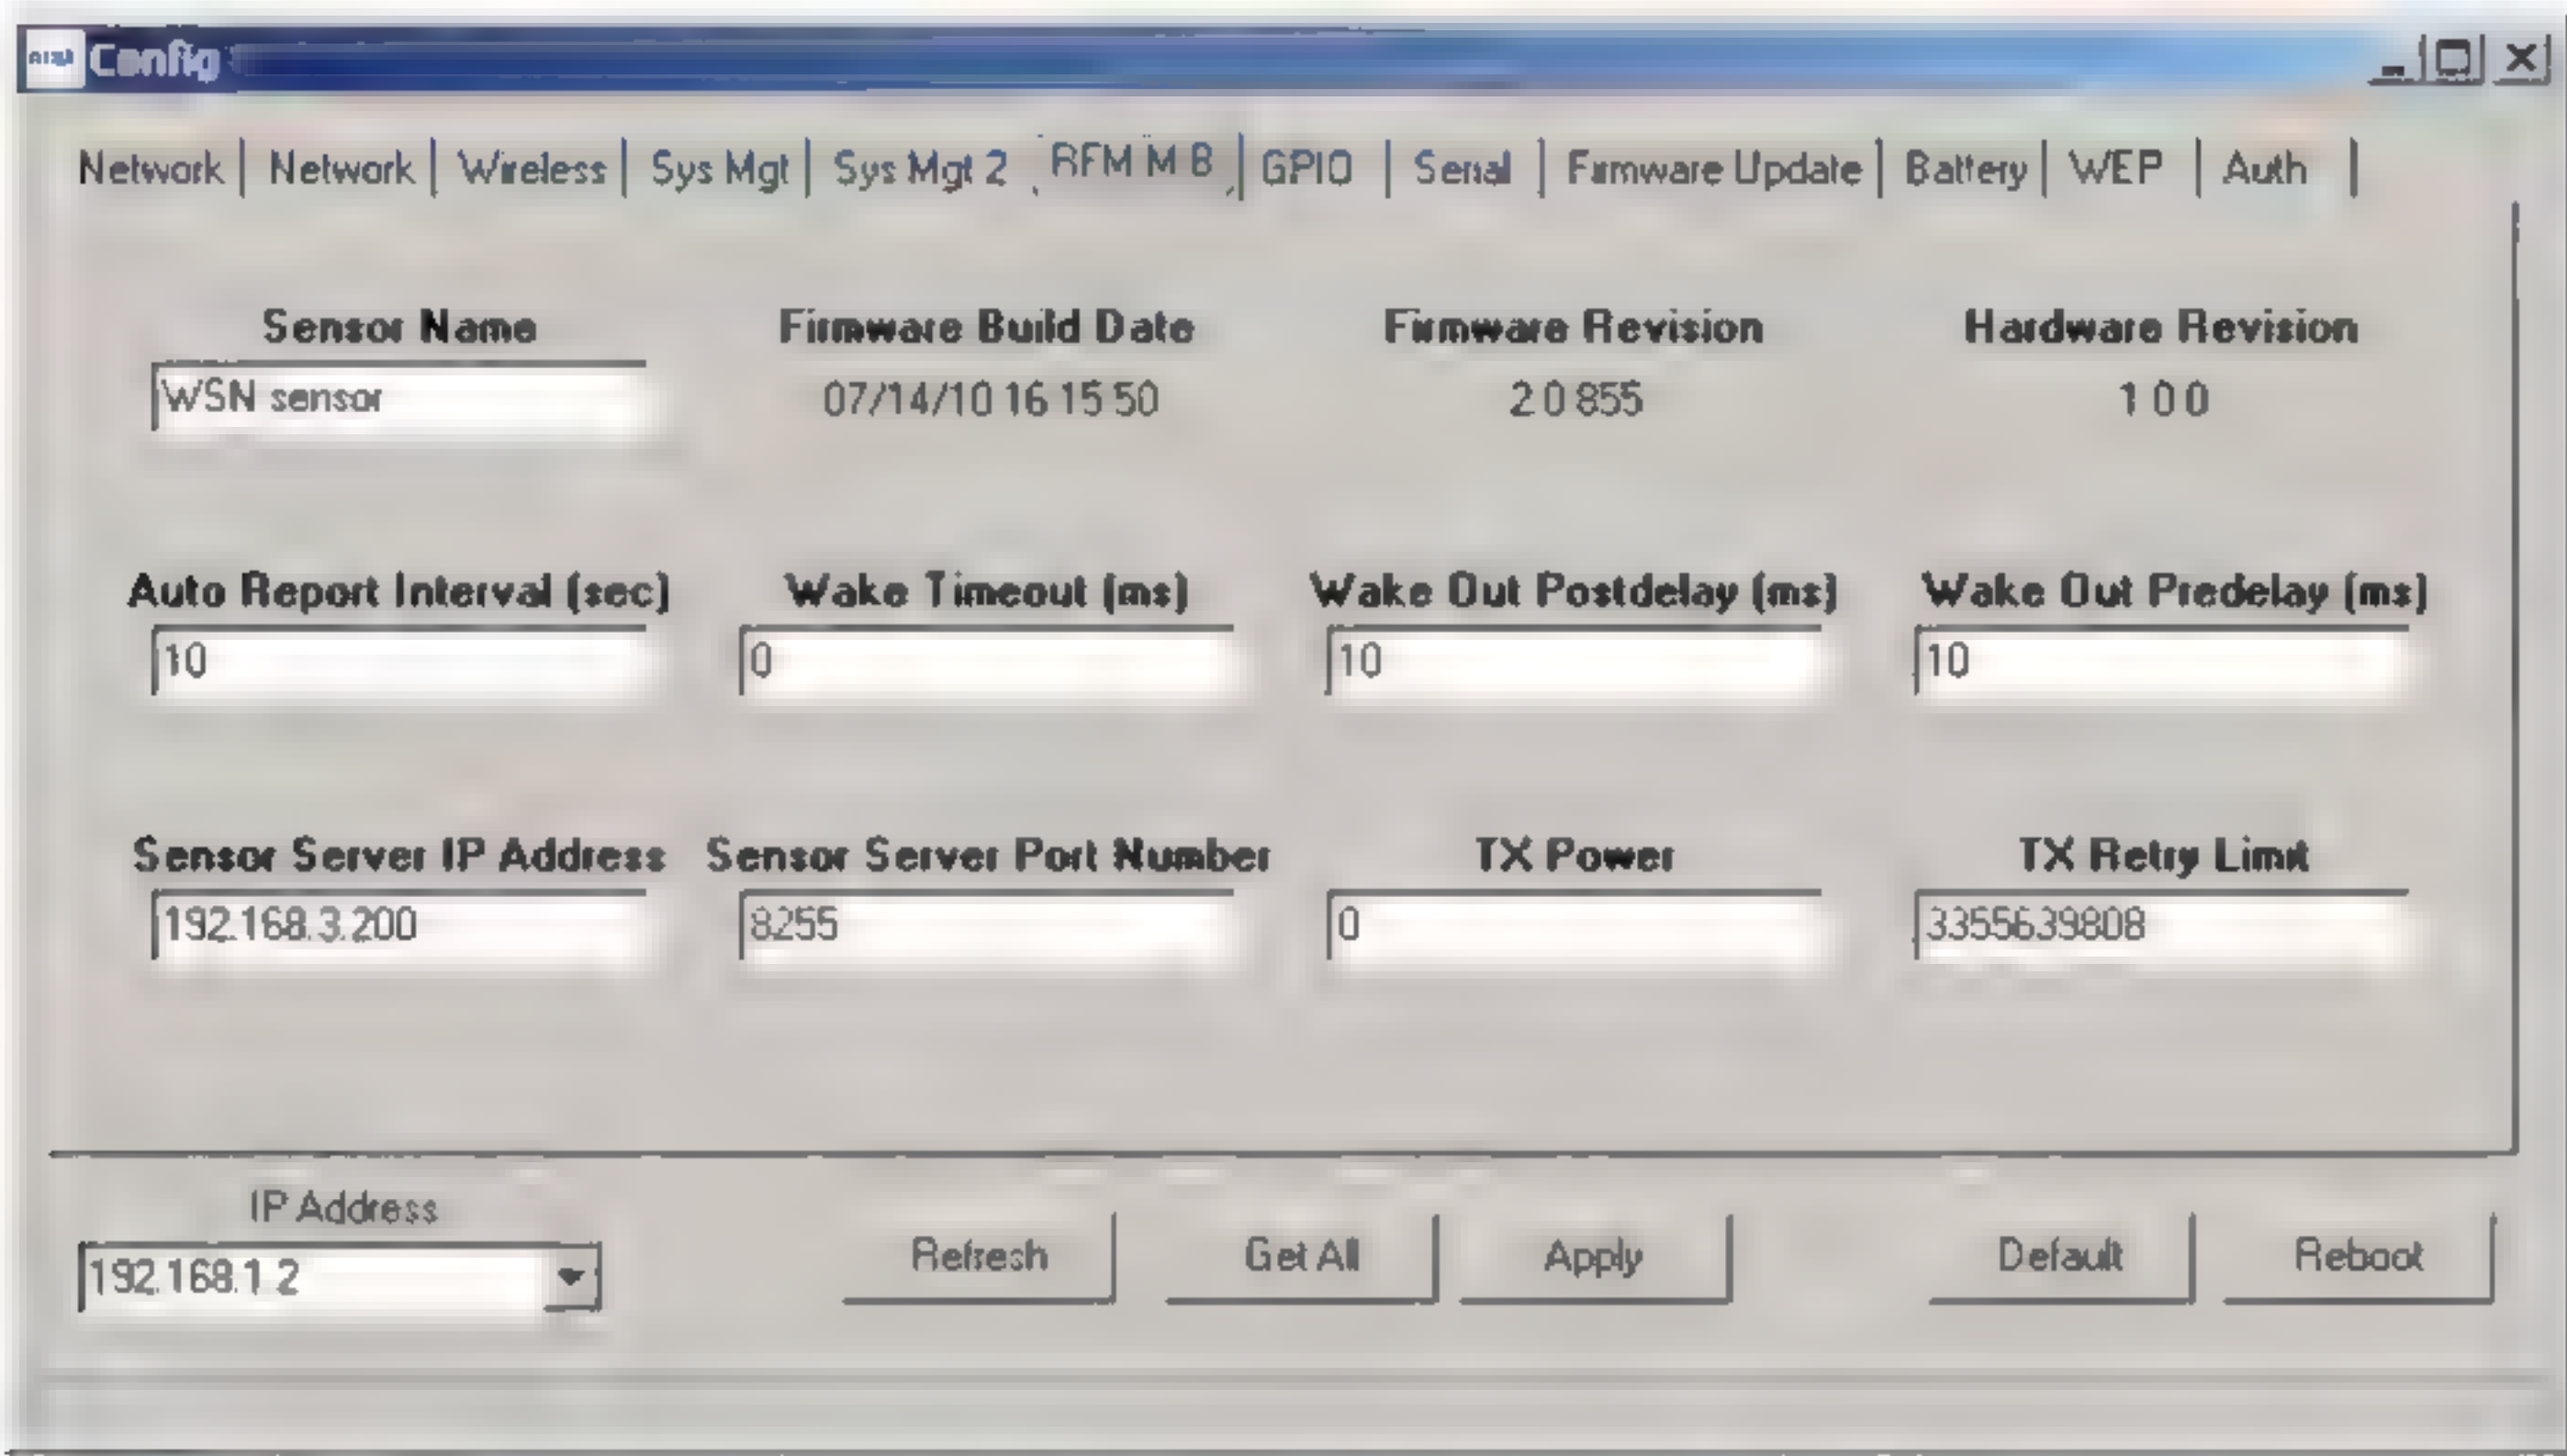 Config
Network Network Wireless Sys Mgt Sys Mgt 2 RFM M B GPIO Serial Firmware Update Battery WEP Auth
Sensor Name Firmware Build Date Firmware Revision Hardware Revision
WSN sensor 07/14/10 16 15 50 2 0 855 1 0 0
Auto Report Interval (sec) Wake Timeout (ms) Wake Out Postdelay (ms) Wake Out Predelay (ms)
10 0 10 10
Sensor Server IP Address Sensor Server Port Number TX Power TX Retry Limit
192.168.3.200 8255 0 3355639808
IP Address
192.168.1 2 Refresh Get All Apply Default Reboot